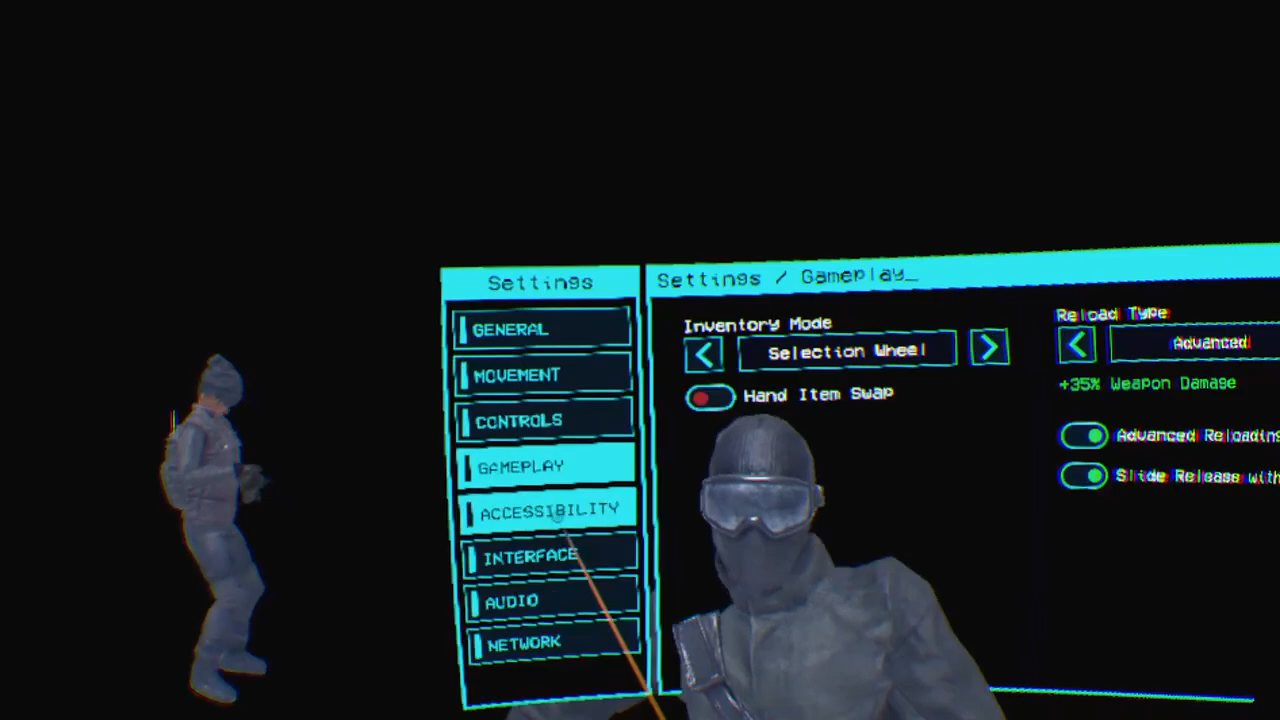 Settings
GENERAL
MOVEMENT
CONTROLS
GAMEPLAY
ACCESSIBILITY
INTERFACE
AUDIO
NETWORK
Settings / Gameplay_
Inventory Mode
Selection Wheel
Hand Item Swap
Reload Type
Advanced
+35% Weapon Damage
Advanced Reloading
Slide Release with